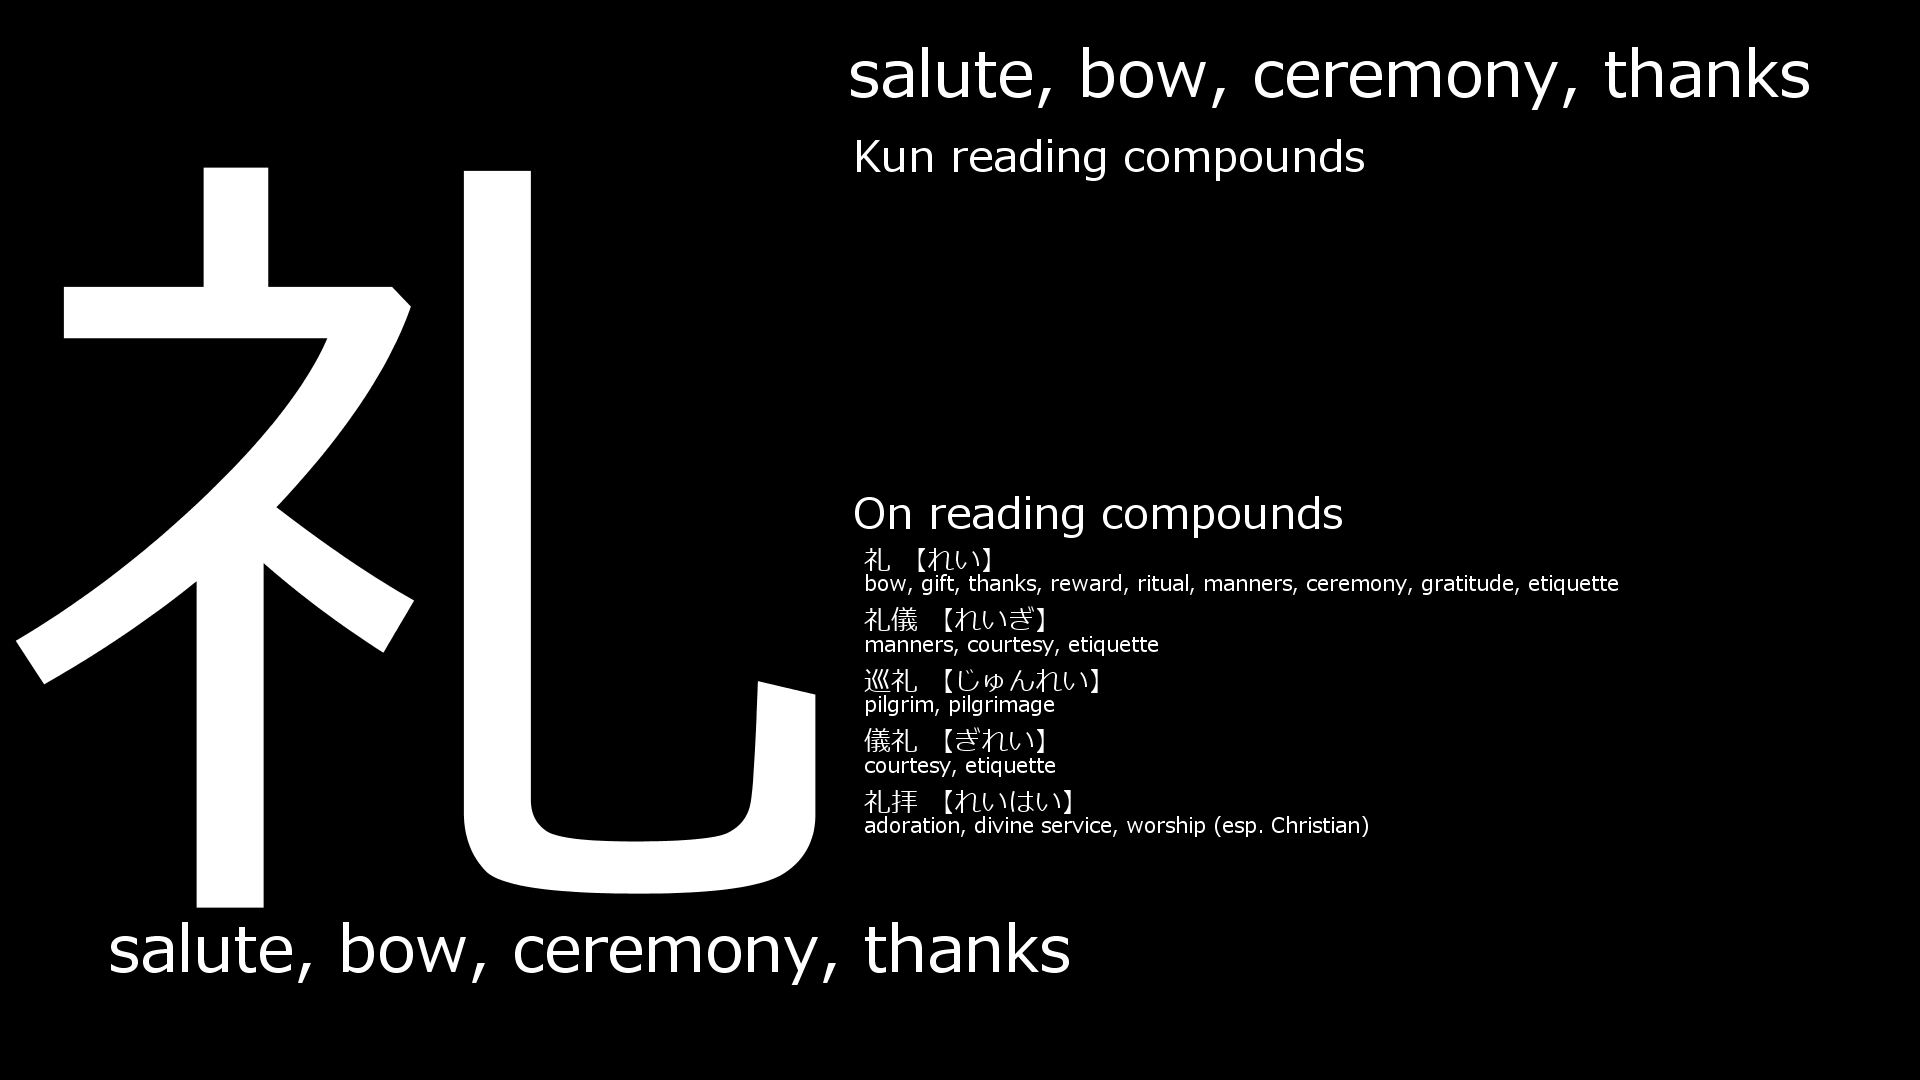 礼
salute, bow, ceremony, thanks
Kun reading compounds
On reading compounds
礼 【れい】
bow, gift, thanks, reward, ritual, manners, ceremony, gratitude, etiquette
礼儀 【れいぎ】
manners, courtesy, etiquette
巡礼 【じゅんれい】
pilgrim, pilgrimage
儀礼 【ぎれい】
courtesy, etiquette
礼拝 【れいはい】
adoration, divine service, worship (esp. Christian)
salute, bow, ceremony, thanks